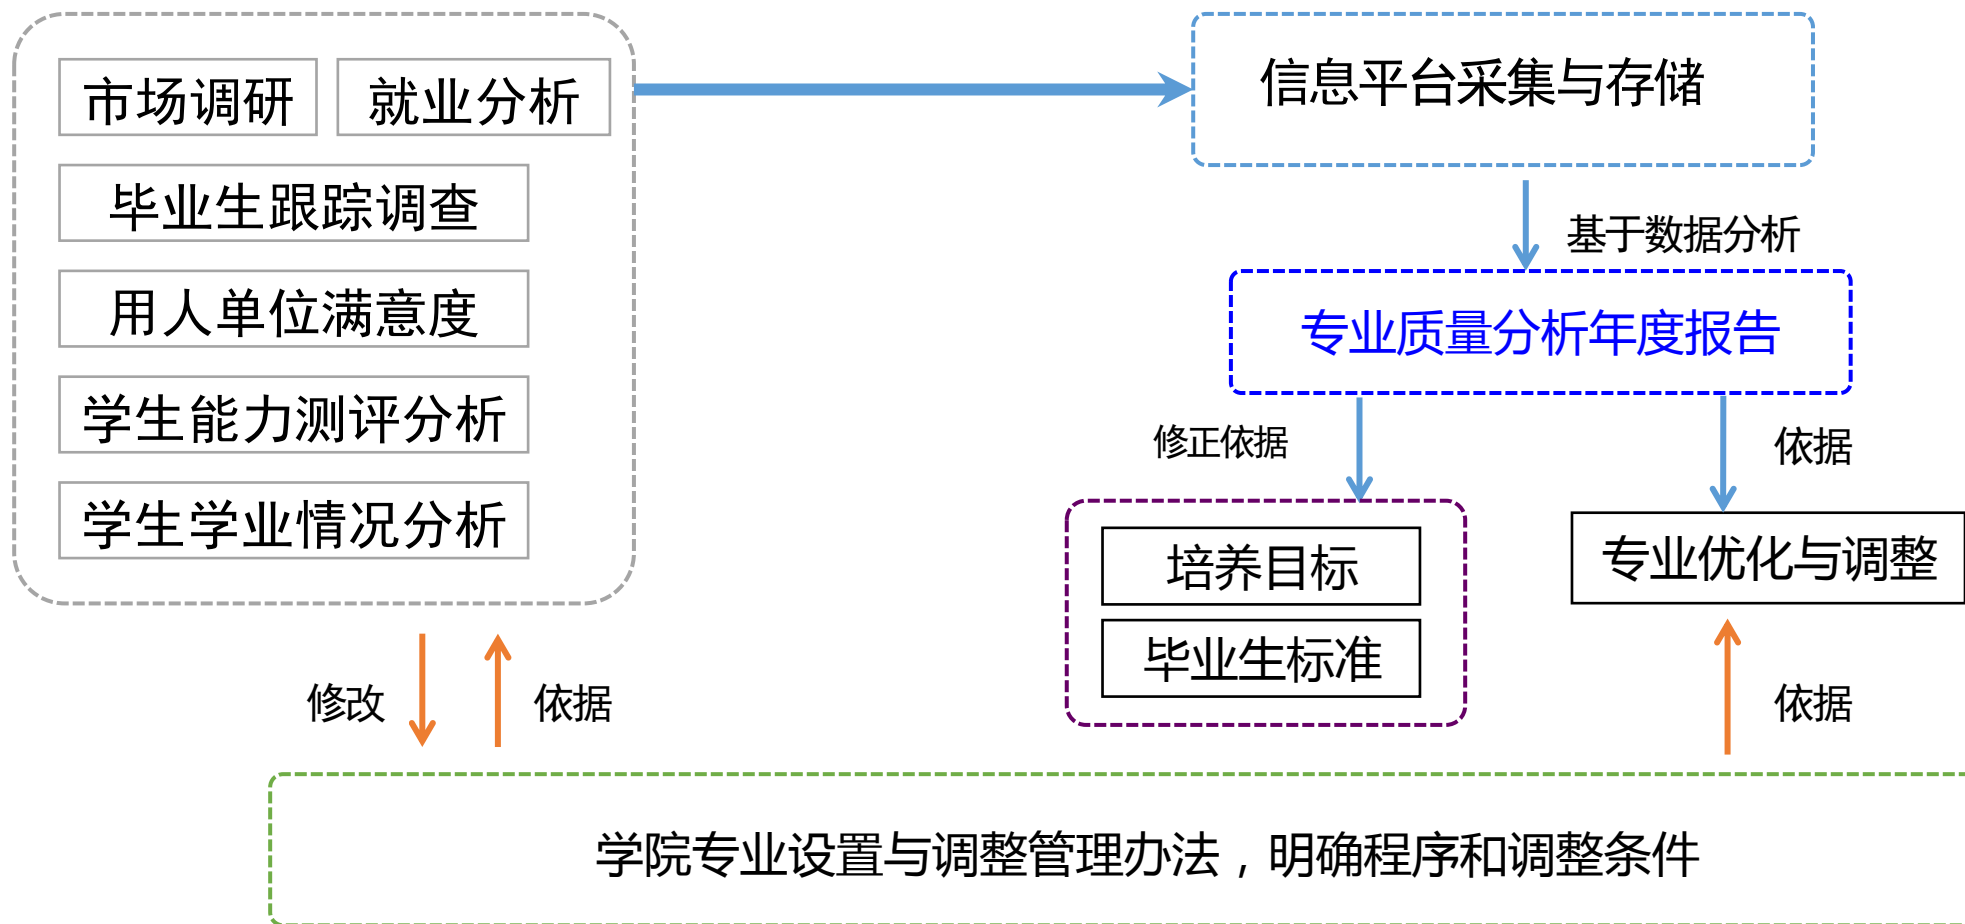 市场调研
就业分析
毕业生跟踪调查
用人单位满意度
学生能力测评分析
学生学业情况分析
信息平台采集与存储
基于数据分析
专业质量分析年度报告
修正依据
依据
培养目标
毕业生标准
专业优化与调整
修改
依据
依据
学院专业设置与调整管理办法，明确程序和调整条件